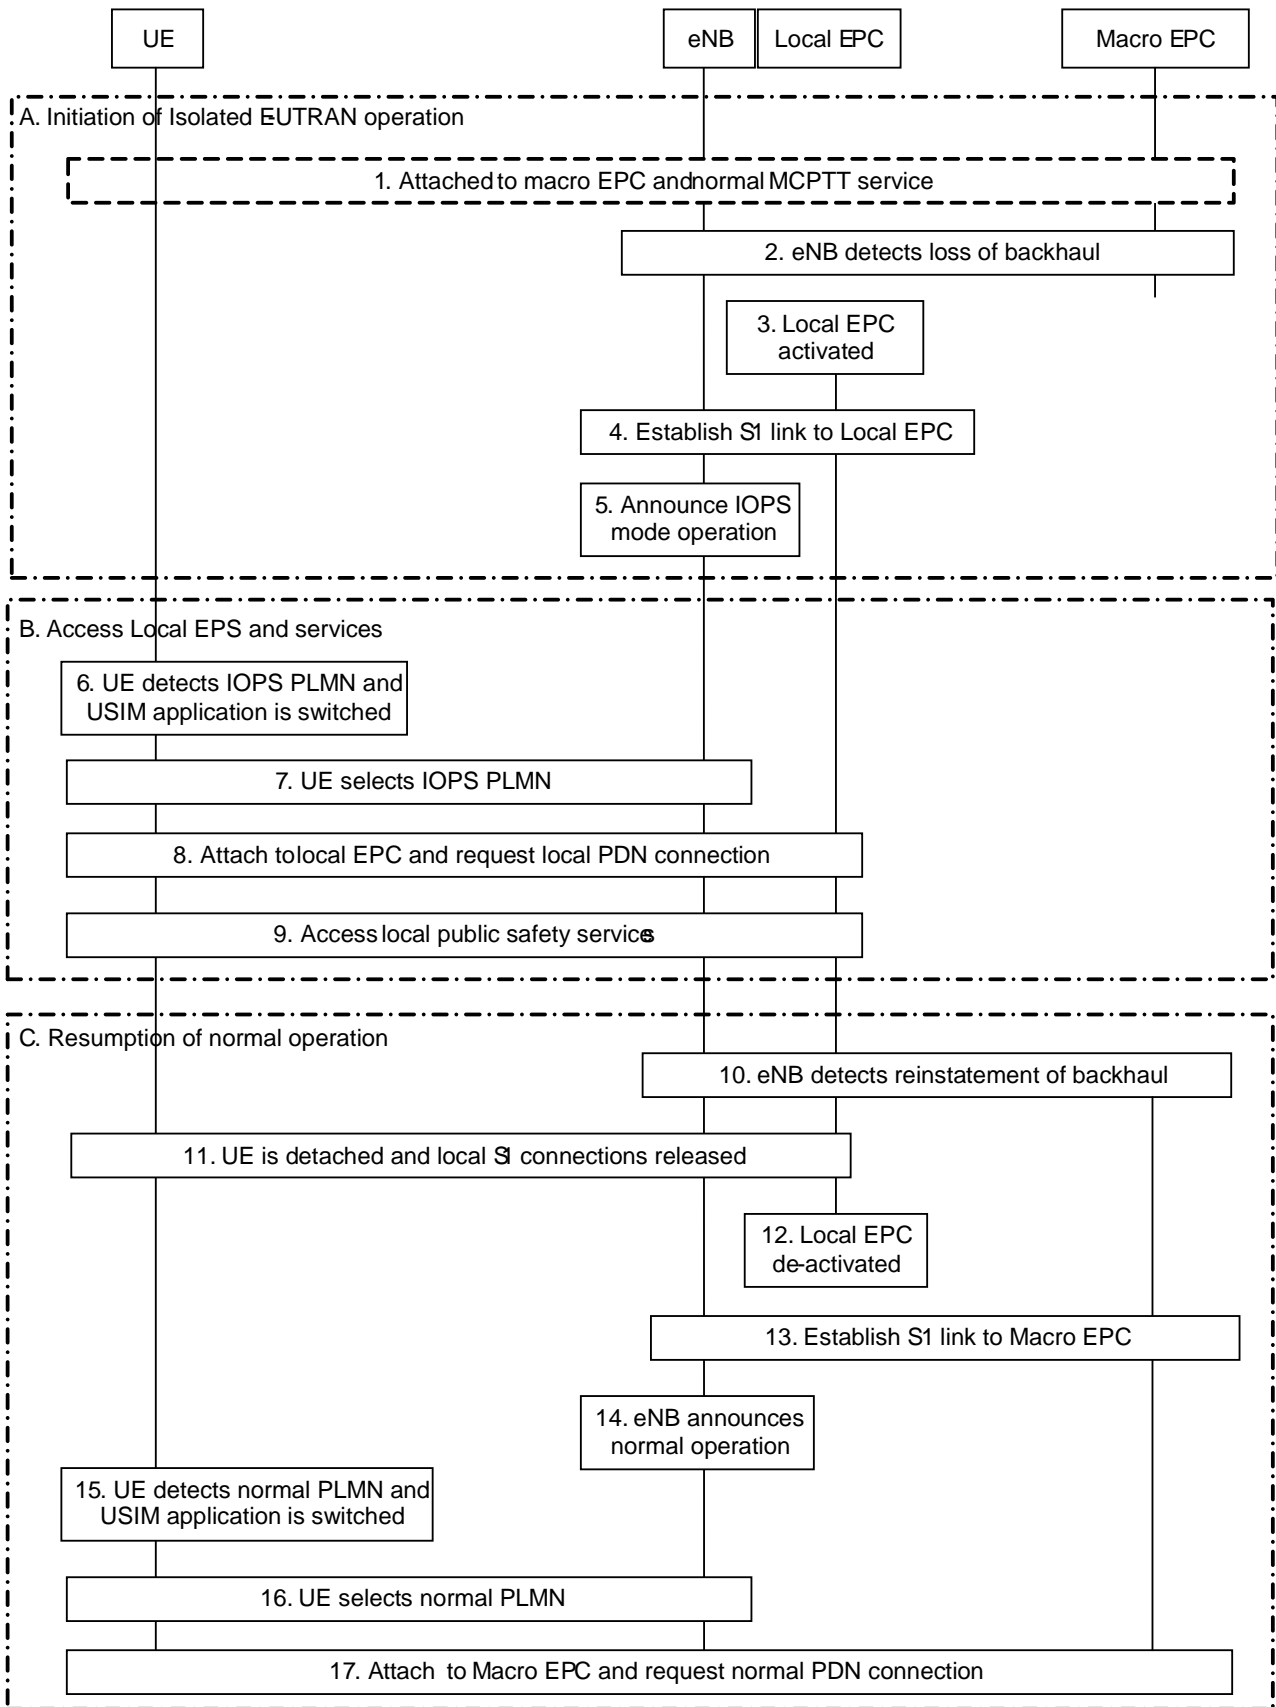 UE
eNB
Local EPC
Macro EPC
A. Initiation of Isolated E-UTRAN operation
1. Attached to macro EPC and normal MCPTT service
2. eNB detects loss of backhaul
3. Local EPC
activated
4. Establish S1 link to Local EPC
5. Announce IOPS
mode operation
B. Access Local EPS and services
6. UE detects IOPS PLMN and
USIM application is switched
7. UE selects IOPS PLMN
8. Attach to local EPC and request local PDN connection
9. Access local public safety services
C. Resumption of normal operation
10. eNB detects reinstatement of backhaul
11. UE is detached and local S1 connections released
12. Local EPC
de-activated
13. Establish S1 link to Macro EPC
14. eNB announces
normal operation
15. UE detects normal PLMN and
USIM application is switched
16. UE selects normal PLMN
17. Attach to Macro EPC and request normal PDN connection